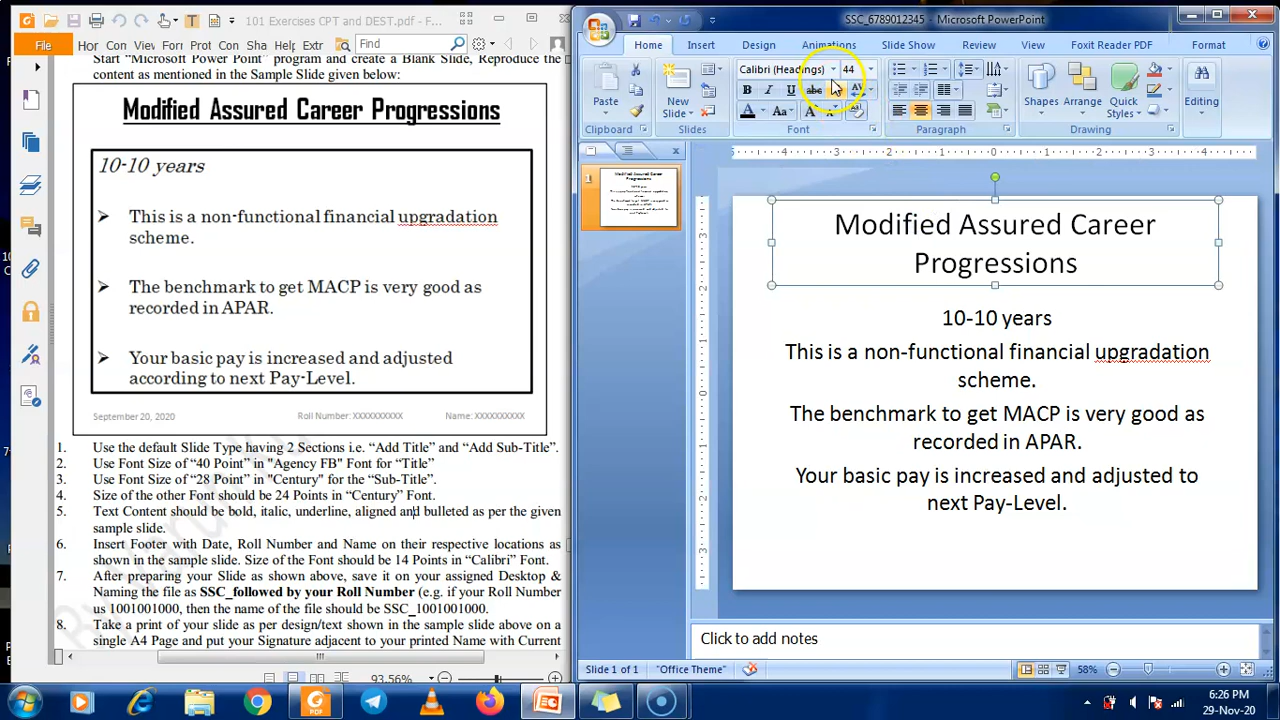 101 Exercises CPT and DEST.pdf - F...
File
Hor
Con
Viev
Forr
Prot
Con
Sha
Help
Extr
Find
Start "Microsoft Power Point" program and create a Blank Slide, Reproduce the
content as mentioned in the Sample Slide given below:
Modified Assured Career Progressions
10-10 years
This is a non-functional financial upgradation
scheme.
The benchmark to get MACP is very good as
recorded in APAR.
Your basic pay is increased and adjusted
according to next Pay-Level.
September 20, 2020
Roll Number: XXXXXXXXXX
Name: XXXXXXXXXX
1. Use the default Slide Type having 2 Sections i.e. "Add Title" and "Add Sub-Title".
2. Use Font Size of "40 Point" in "Agency FB" Font for "Title"
3. Use Font Size of "28 Point" in "Century" for the "Sub-Title".
4. Size of the other Font should be 24 Points in "Century" Font.
5. Text Content should be bold, italic, underline, aligned and bulleted as per the given
sample slide.
6. Insert Footer with Date, Roll Number and Name on their respective locations as
shown in the sample slide. Size of the Font should be 14 Points in "Calibri" Font.
7. After preparing your Slide as shown above, save it on your assigned Desktop &
Naming the file as SSC_followed by your Roll Number (e.g. if your Roll Number
us 1001001000, then the name of the file should be SSC_1001001000.
8. Take a print of your slide as per design/text shown in the sample slide above on a
single A4 Page and put your Signature adjacent to your printed Name with Current
93.56%
SSC_6789012345 - Microsoft PowerPoint
Home
Insert
Design
Animations
Slide Show
Review
View
Foxit Reader PDF
Format
Paste
Clipboard
New
Slide
Slides
Calibri (Headings)
44
B I U abc AV
A Aa A A
Font
Paragraph
Shapes
Arrange
Quick
Styles
Drawing
Editing
1
Modified Assured Career
Progressions
Modified Assured Career
Progressions
10-10 years
This is a non-functional financial upgradation
scheme.
The benchmark to get MACP is very good as
recorded in APAR.
Your basic pay is increased and adjusted to
next Pay-Level.
Click to add notes
Slide 1 of 1
"Office Theme"
58%
6:26 PM
29-Nov-20